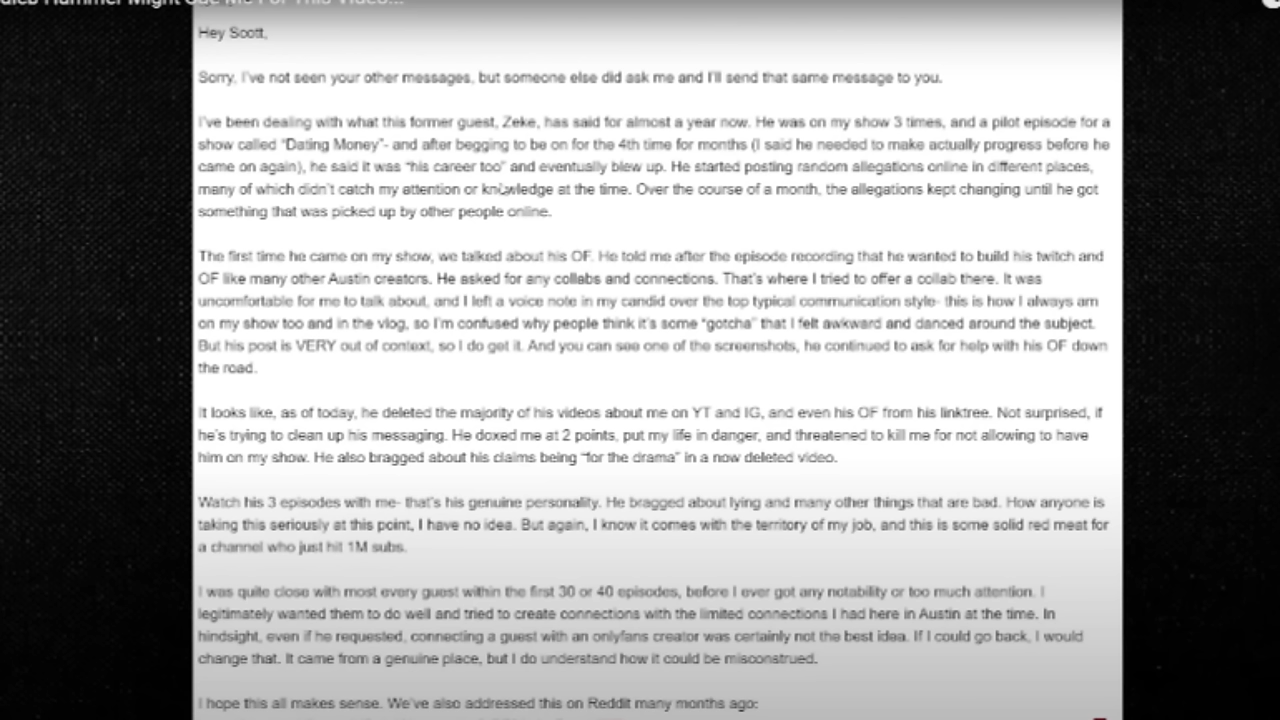 Caleb Hammer Might Sue Me For This Video...
Hey Scott,
Sorry, I've not seen your other messages, but someone else did ask me and I'll send that same message to you.
I've been dealing with what this former guest, Zeke, has said for almost a year now. He was on my show 3 times, and a pilot episode for a
show called "Dating Money"- and after begging to be on for the 4th time for months (I said he needed to make actually progress before he
came on again), he said it was "his career too" and eventually blew up. He started posting random allegations online in different places,
many of which didn't catch my attention or knowledge at the time. Over the course of a month, the allegations kept changing until he got
something that was picked up by other people online.
The first time he came on my show, we talked about his OF. He told me after the episode recording that he wanted to build his twitch and
OF like many other Austin creators. He asked for any collabs and connections. That's where I tried to offer a collab there. It was
uncomfortable for me to talk about, and I left a voice note in my candid over the top typical communication style- this is how I always am
on my show too and in the vlog, so I'm confused why people think it's some "gotcha" that I felt awkward and danced around the subject.
But his post is VERY out of context, so I do get it. And you can see one of the screenshots, he continued to ask for help with his OF down
the road.
It looks like, as of today, he deleted the majority of his videos about me on YT and IG, and even his OF from his linktree. Not surprised, if
he's trying to clean up his messaging. He doxed me at 2 points, put my life in danger, and threatened to kill me for not allowing to have
him on my show. He also bragged about his claims being "for the drama" in a now deleted video.
Watch his 3 episodes with me- that's his genuine personality. He bragged about lying and many other things that are bad. How anyone is
taking this seriously at this point, I have no idea. But again, I know it comes with the territory of my job, and this is some solid red meat for
a channel who just hit 1M subs.
I was quite close with most every guest within the first 30 or 40 episodes, before I ever got any notability or too much attention. I
legitimately wanted them to do well and tried to create connections with the limited connections I had here in Austin at the time. In
hindsight, even if he requested, connecting a guest with an onlyfans creator was certainly not the best idea. If I could go back, I would
change that. It came from a genuine place, but I do understand how it could be misconstrued.
I hope this all makes sense. We've also addressed this on Reddit many months ago: